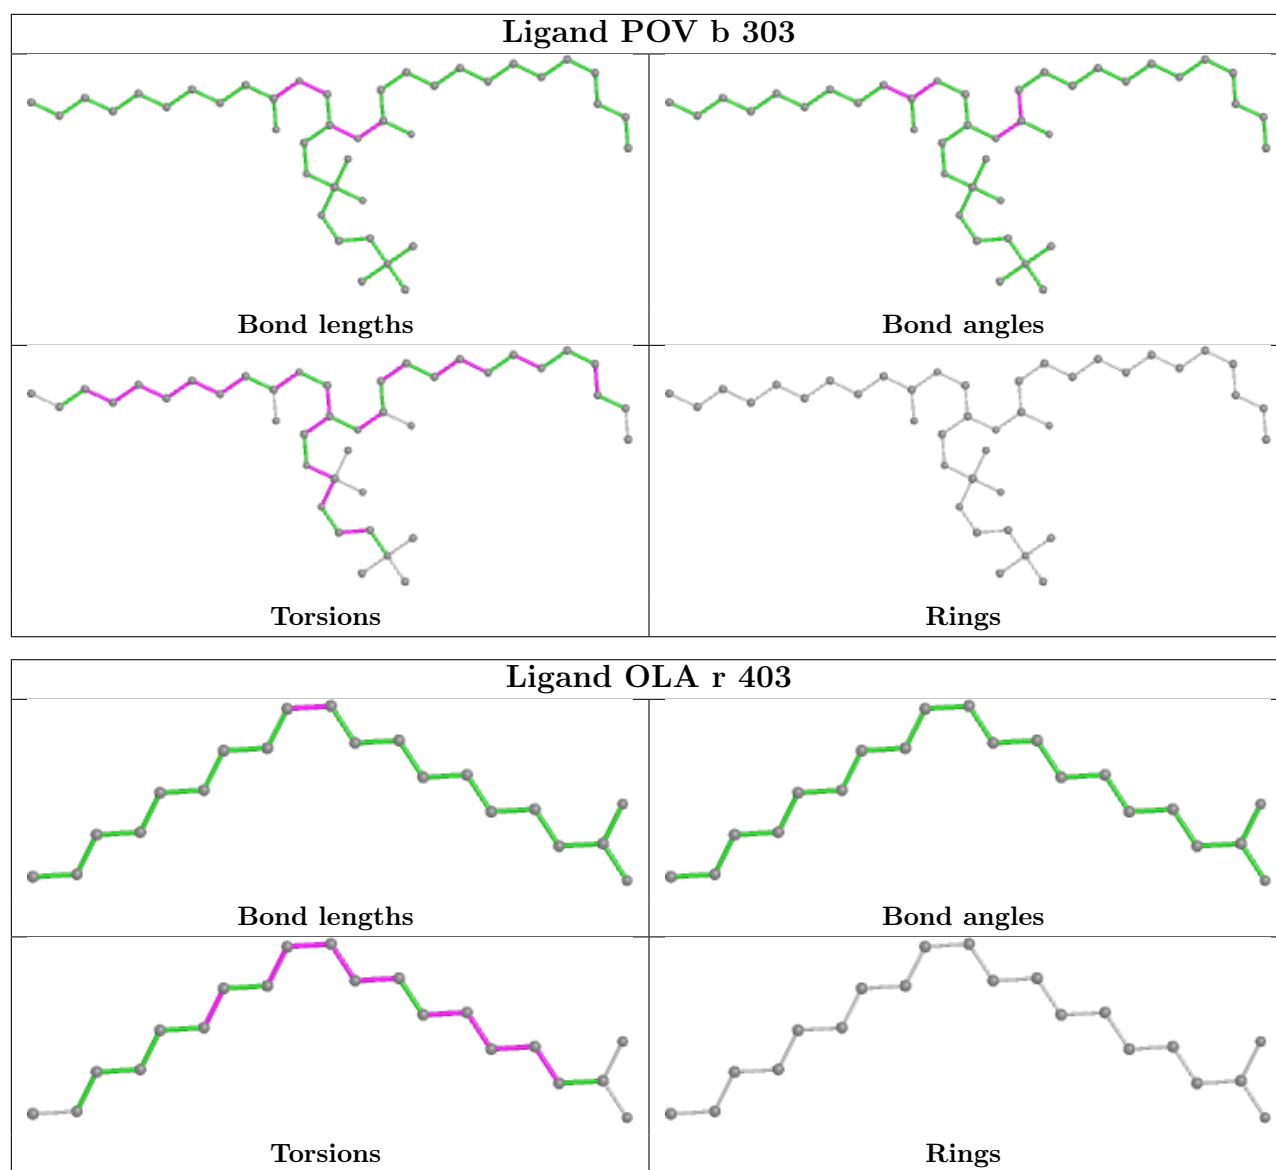 Ligand POV b 303
Bond lengths
Bond angles
Torsions
Rings
Ligand OLA r 403
Bond lengths
Bond angles
Torsions
Rings